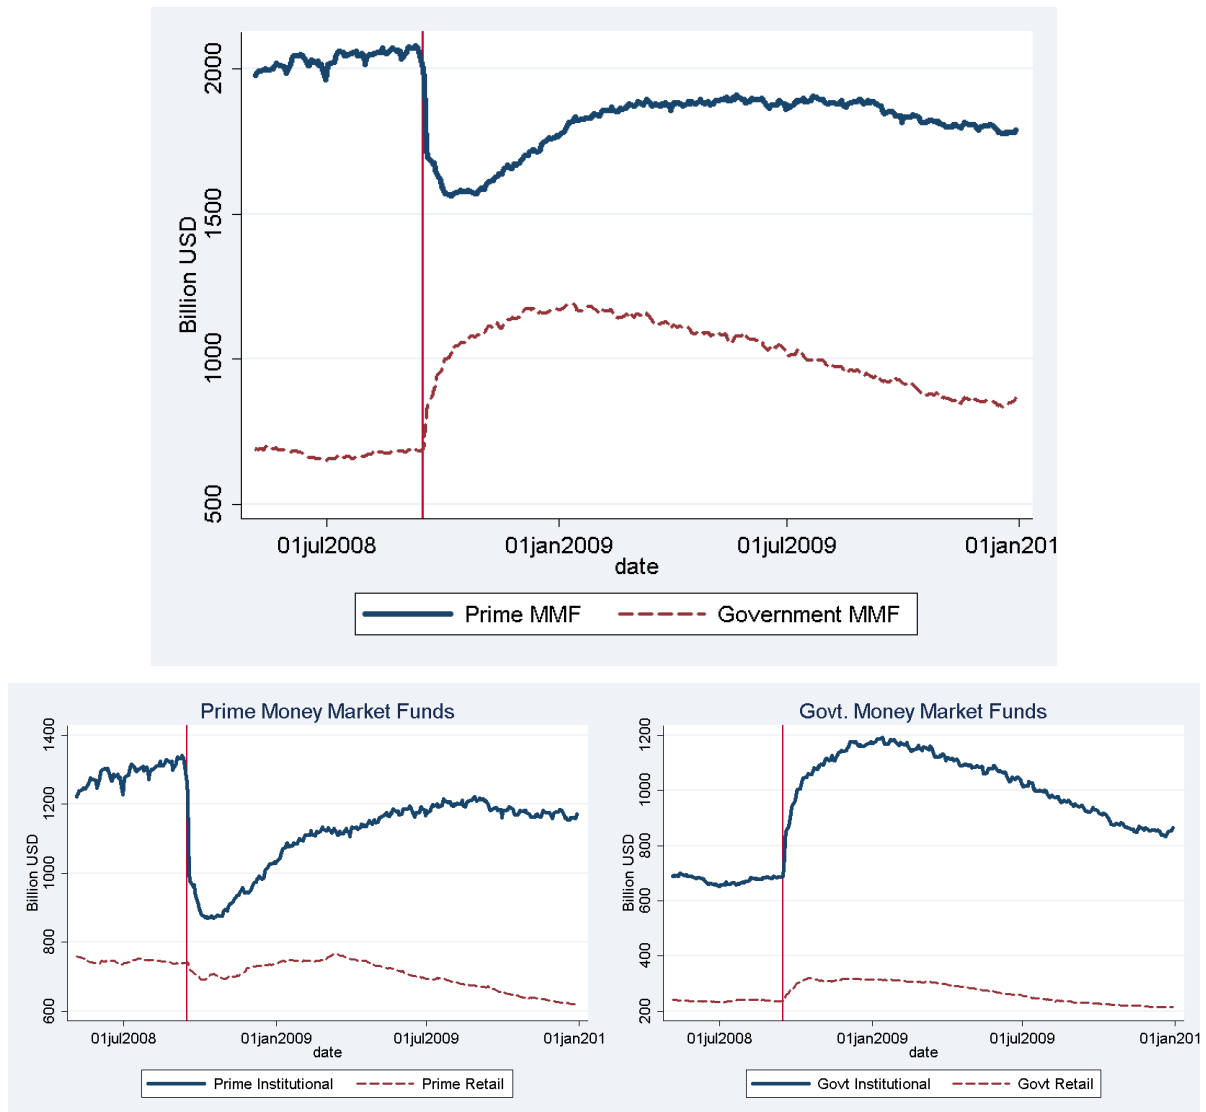 2000
1500
1000
500
Billion USD
01jul2008 01jan2009 01jul2009 01jan201
date
Prime MMF Government MMF
Prime Money Market Funds
1400
1200
1000
800
600
Billion USD
01jul2008 01jan2009 01jul2009 01jan201
date
Prime Institutional Prime Retail
Govt. Money Market Funds
1200
1000
800
600
400
200
Billion USD
01jul2008 01jan2009 01jul2009 01jan201
date
Govt Institutional Govt Retail